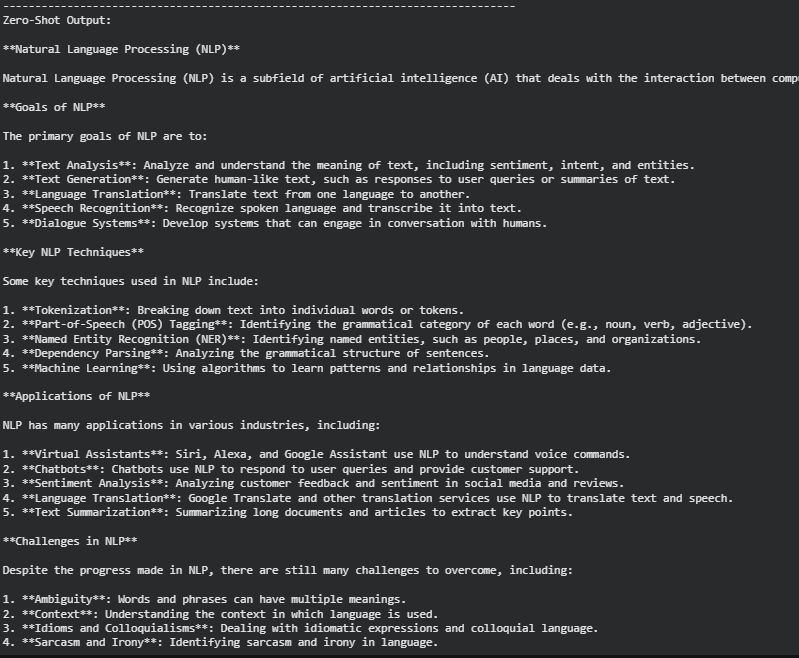 --------------------------------------------------------------------------------
Zero-Shot Output:
**Natural Language Processing (NLP)**
Natural Language Processing (NLP) is a subfield of artificial intelligence (AI) that deals with the interaction between comp
**Goals of NLP**
The primary goals of NLP are to:
1. **Text Analysis**: Analyze and understand the meaning of text, including sentiment, intent, and entities.
2. **Text Generation**: Generate human-like text, such as responses to user queries or summaries of text.
3. **Language Translation**: Translate text from one language to another.
4. **Speech Recognition**: Recognize spoken language and transcribe it into text.
5. **Dialogue Systems**: Develop systems that can engage in conversation with humans.
**Key NLP Techniques**
Some key techniques used in NLP include:
1. **Tokenization**: Breaking down text into individual words or tokens.
2. **Part-of-Speech (POS) Tagging**: Identifying the grammatical category of each word (e.g., noun, verb, adjective).
3. **Named Entity Recognition (NER)**: Identifying named entities, such as people, places, and organizations.
4. **Dependency Parsing**: Analyzing the grammatical structure of sentences.
5. **Machine Learning**: Using algorithms to learn patterns and relationships in language data.
**Applications of NLP**
NLP has many applications in various industries, including:
1. **Virtual Assistants**: Siri, Alexa, and Google Assistant use NLP to understand voice commands.
2. **Chatbots**: Chatbots use NLP to respond to user queries and provide customer support.
3. **Sentiment Analysis**: Analyzing customer feedback and sentiment in social media and reviews.
4. **Language Translation**: Google Translate and other translation services use NLP to translate text and speech.
5. **Text Summarization**: Summarizing long documents and articles to extract key points.
**Challenges in NLP**
Despite the progress made in NLP, there are still many challenges to overcome, including:
1. **Ambiguity**: Words and phrases can have multiple meanings.
2. **Context**: Understanding the context in which language is used.
3. **Idioms and Colloquialisms**: Dealing with idiomatic expressions and colloquial language.
4. **Sarcasm and Irony**: Identifying sarcasm and irony in language.